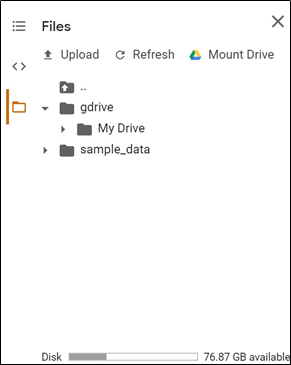 Files
Upload Refresh Mount Drive
..
gdrive
My Drive
sample_data
Disk 76.87 GB available